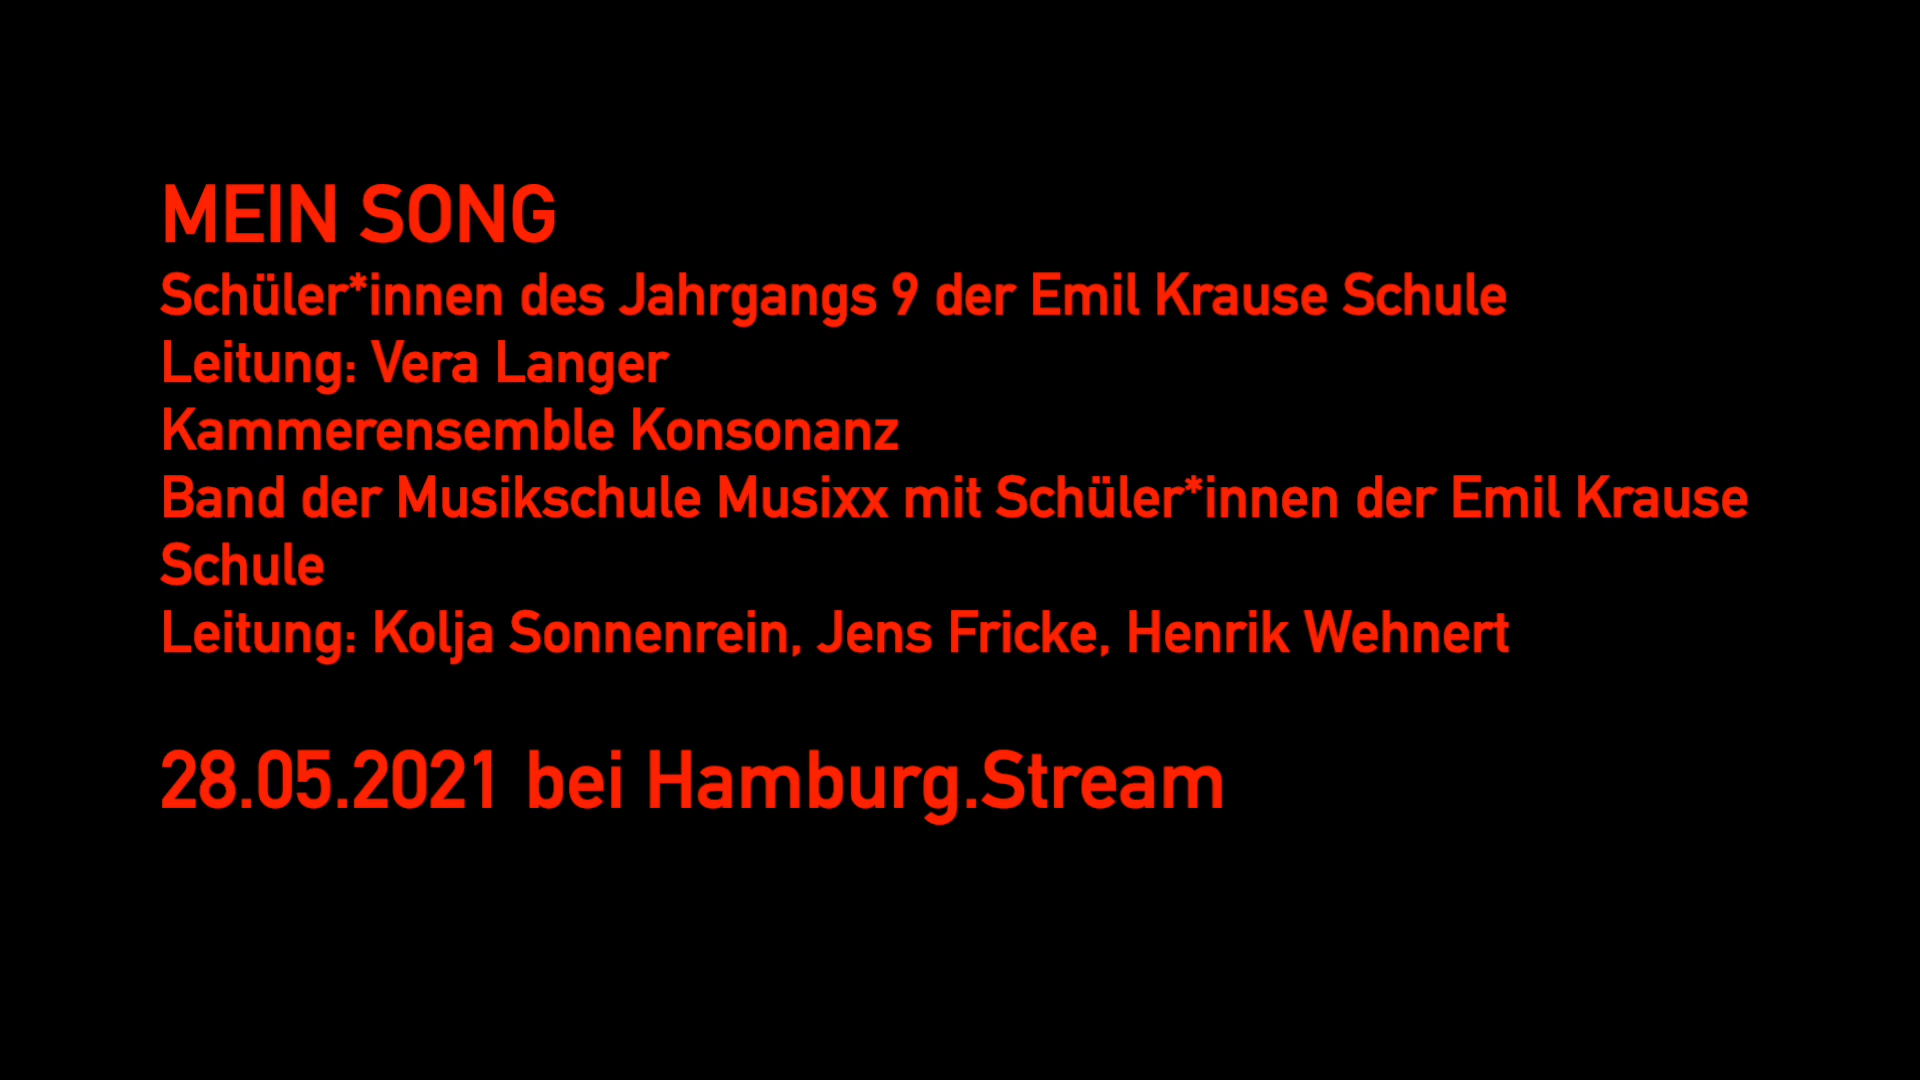 MEIN SONG
Schüler*innen des Jahrgangs 9 der Emil Krause Schule
Leitung: Vera Langer
Kammerensemble Konsonanz
Band der Musikschule Musixx mit Schüler*innen der Emil Krause
Schule
Leitung: Kolja Sonnenrein, Jens Fricke, Henrik Wehnert
28.05.2021 bei Hamburg.Stream